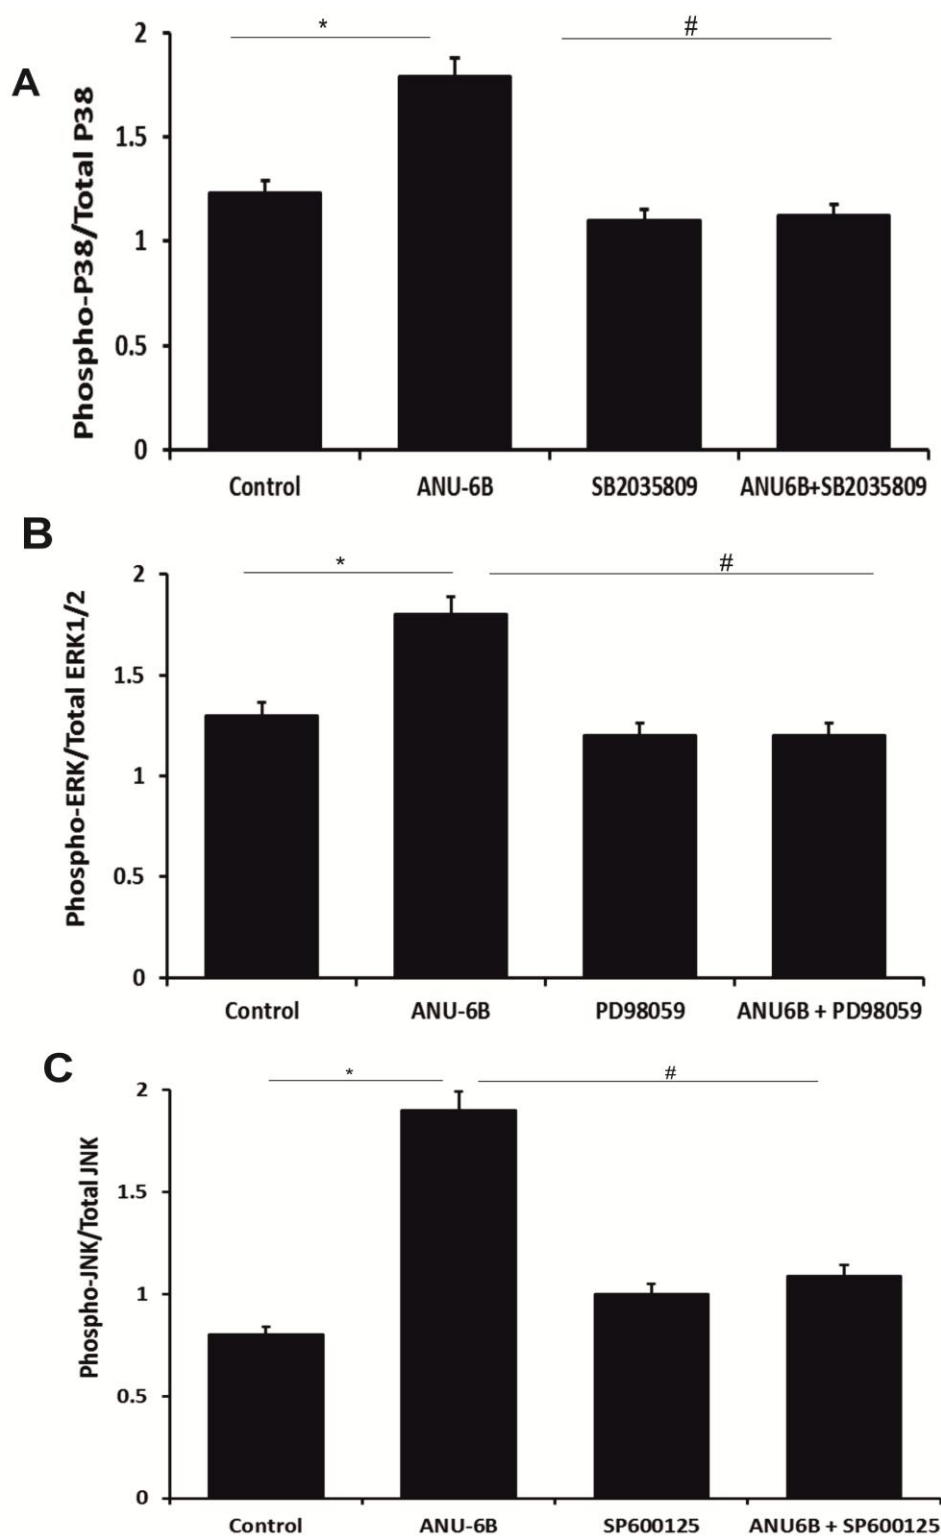 A
* #
Phospho-P38/Total P38
2
1.5
1
0.5
0
Control ANU-6B SB2035809 ANU6B+SB2035809
B
* #
Phospho-ERK/Total ERK1/2
2
1.5
1
0.5
0
Control ANU-6B PD98059 ANU6B + PD98059
C
* #
Phospho-JNK/Total JNK
2
1.5
1
0.5
0
Control ANU-6B SP600125 ANU6B + SP600125